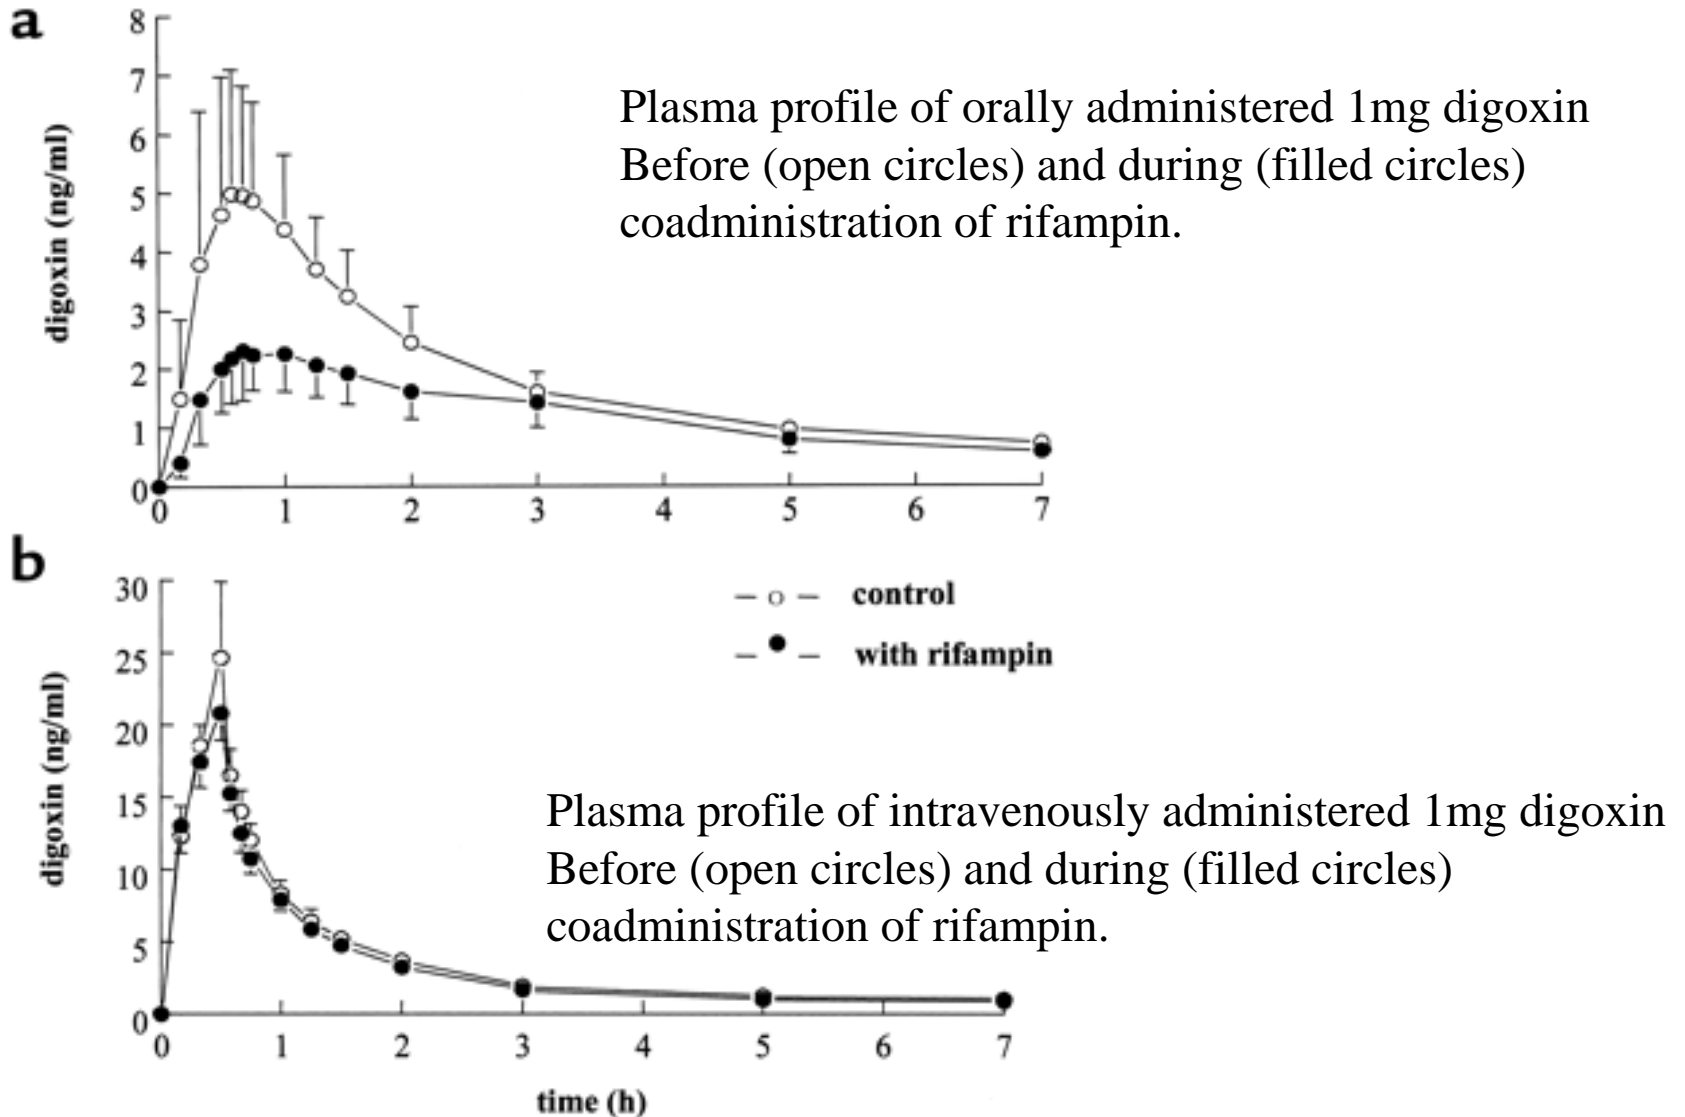 a
8
7
6
5
4
3
2
1
0
digoxin (ng/ml)
Plasma profile of orally administered 1mg digoxin
Before (open circles) and during (filled circles)
coadministration of rifampin.
0 1 2 3 4 5 6 7
b
30
25
20
15
10
5
0
digoxin (ng/ml)
control
with rifampin
Plasma profile of intravenously administered 1mg digoxin
Before (open circles) and during (filled circles)
coadministration of rifampin.
0 1 2 3 4 5 6 7
time (h)